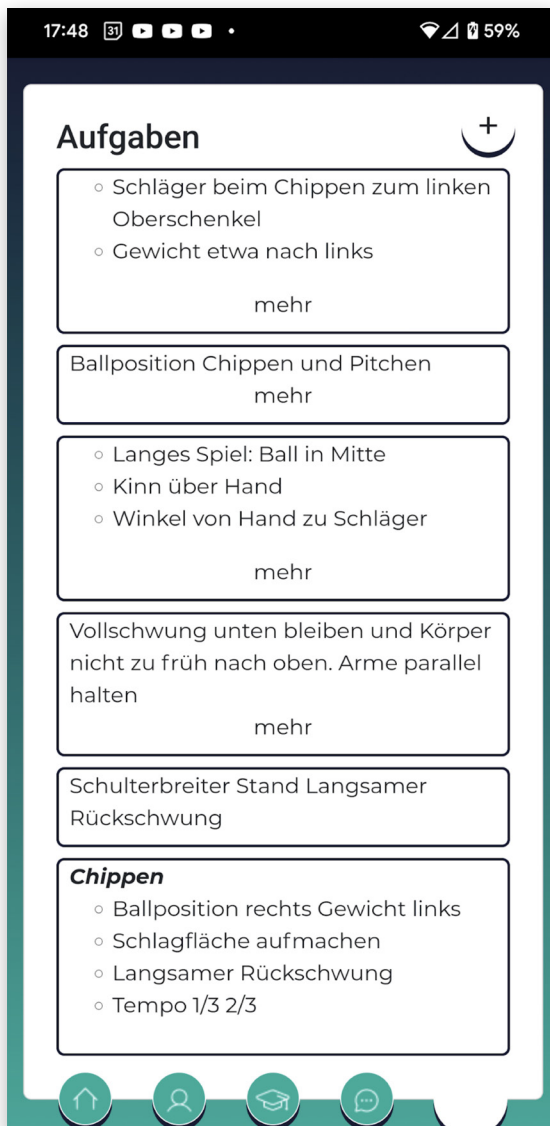 17:48 31 59%
Aufgaben +
Schläger beim Chippen zum linken
Oberschenkel
Gewicht etwa nach links
mehr
Ballposition Chippen und Pitchen
mehr
Langes Spiel: Ball in Mitte
Kinn über Hand
Winkel von Hand zu Schläger
mehr
Vollschwung unten bleiben und Körper
nicht zu früh nach oben. Arme parallel
halten
mehr
Schulterbreiter Stand Langsamer
Rückschwung
Chippen
Ballposition rechts Gewicht links
Schlagfläche aufmachen
Langsamer Rückschwung
Tempo 1/3 2/3